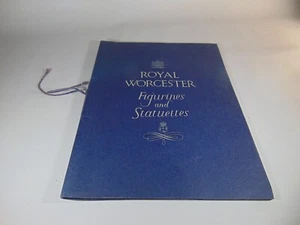 ROYAL
WORCESTER
Figurines
and
Statuettes